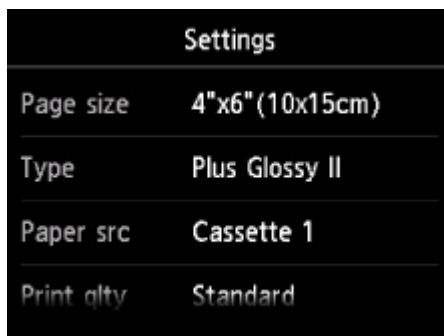 Settings
Page size 4"x6"(10x15cm)
Type Plus Glossy II
Paper src Cassette 1
Print qlty Standard